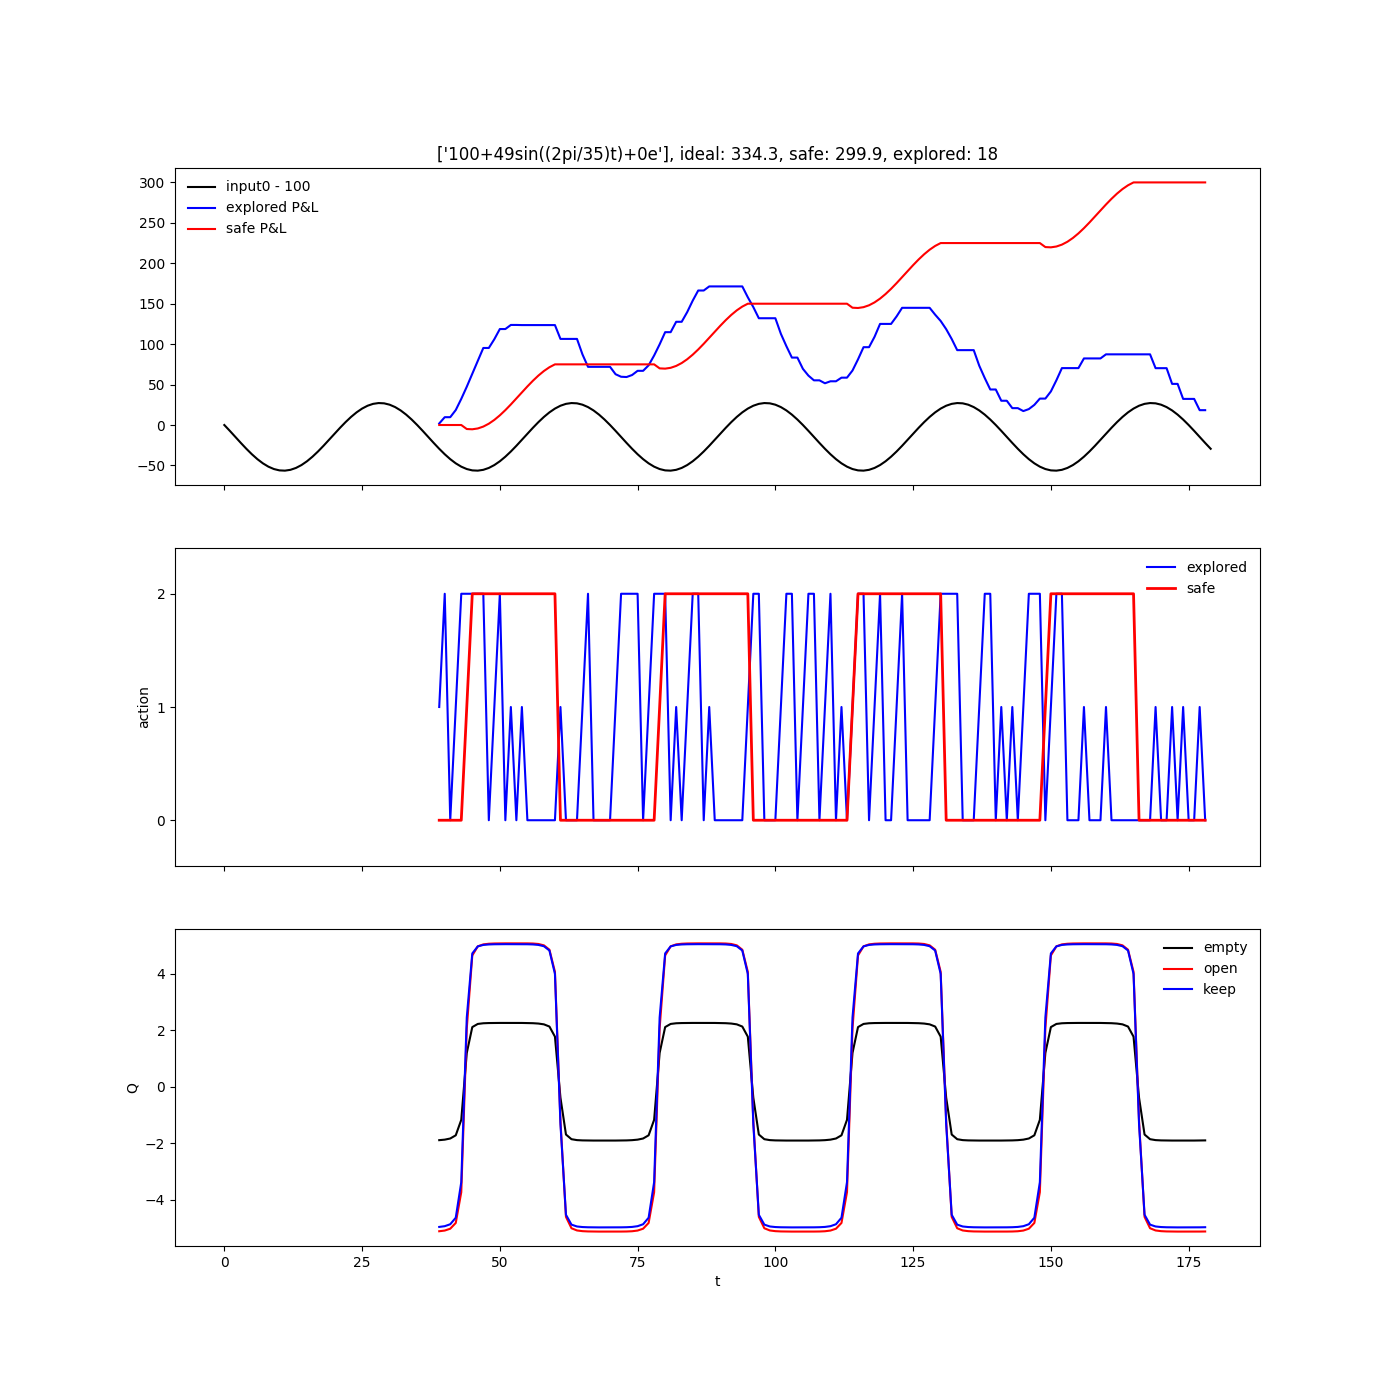 ['100+49sin((2pi/35)t)+0e'], ideal: 334.3, safe: 299.9, explored: 18
input0 - 100
explored P&L
safe P&L
300
250
200
150
100
50
0
−50
explored
safe
action
2
1
0
empty
open
keep
Q
4
2
0
−2
−4
0 25 50 75 100 125 150 175
t